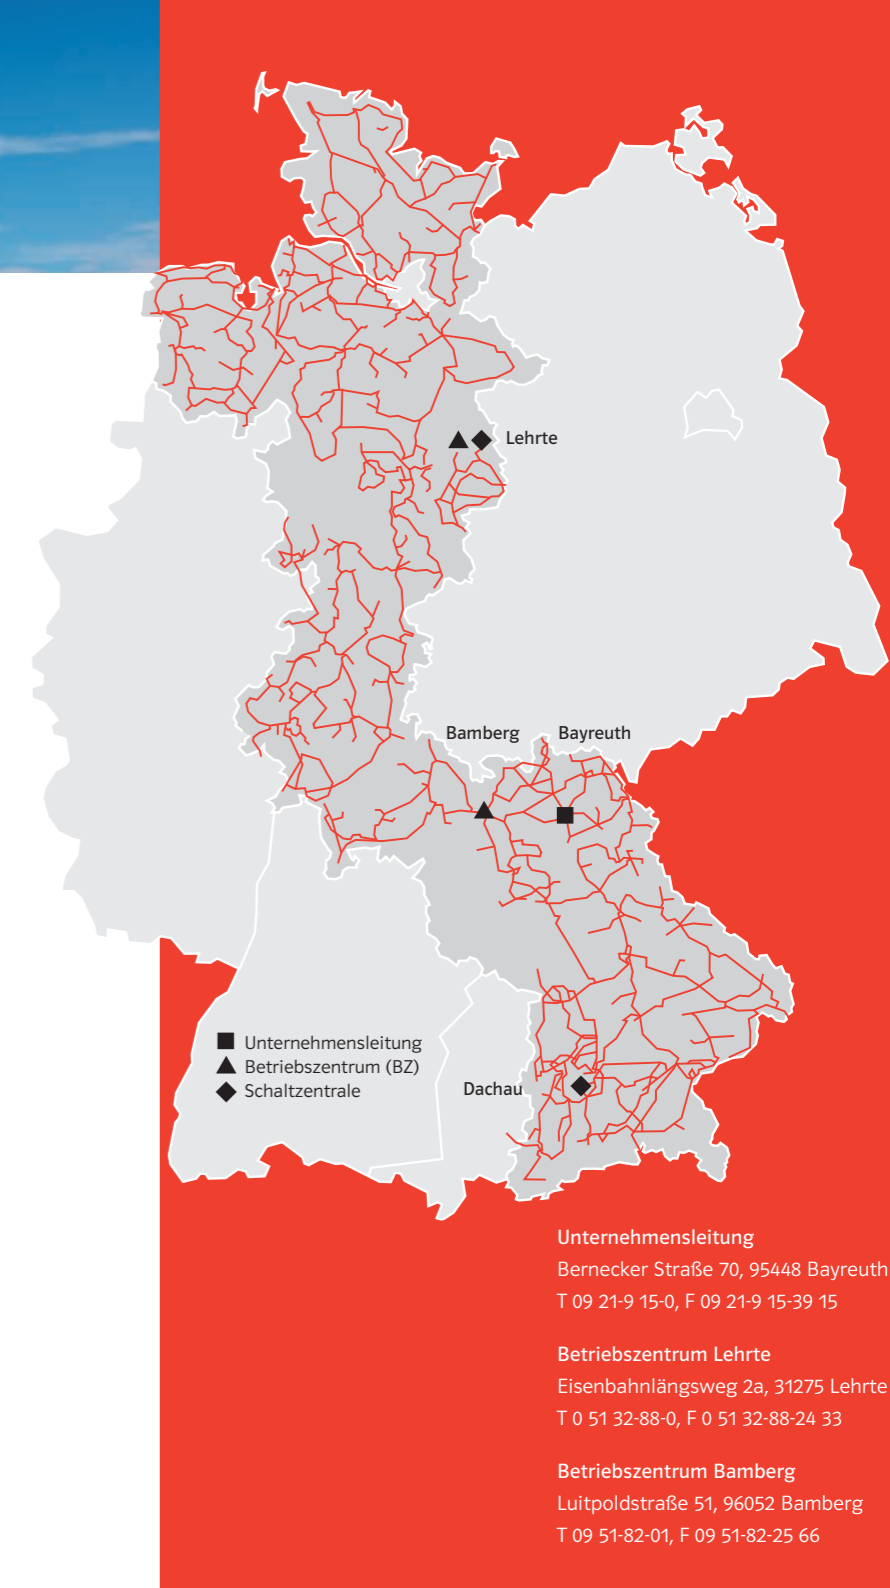 Lehrte
Bamberg
Bayreuth
Unternehmensleitung
Betriebszentrum (BZ)
Schaltzentrale
Dachau
Unternehmensleitung
Bernecker Straße 70, 95448 Bayreuth
T 09 21-9 15-0, F 09 21-9 15-39 15
Betriebszentrum Lehrte
Eisenbahnlängsweg 2a, 31275 Lehrte
T 0 51 32-88-0, F 0 51 32-88-24 33
Betriebszentrum Bamberg
Luitpoldstraße 51, 96052 Bamberg
T 09 51-82-01, F 09 51-82-25 66